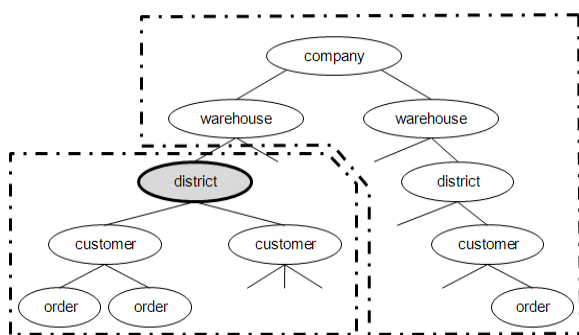 company
warehouse
warehouse
district
district
customer
customer
customer
order
order
order